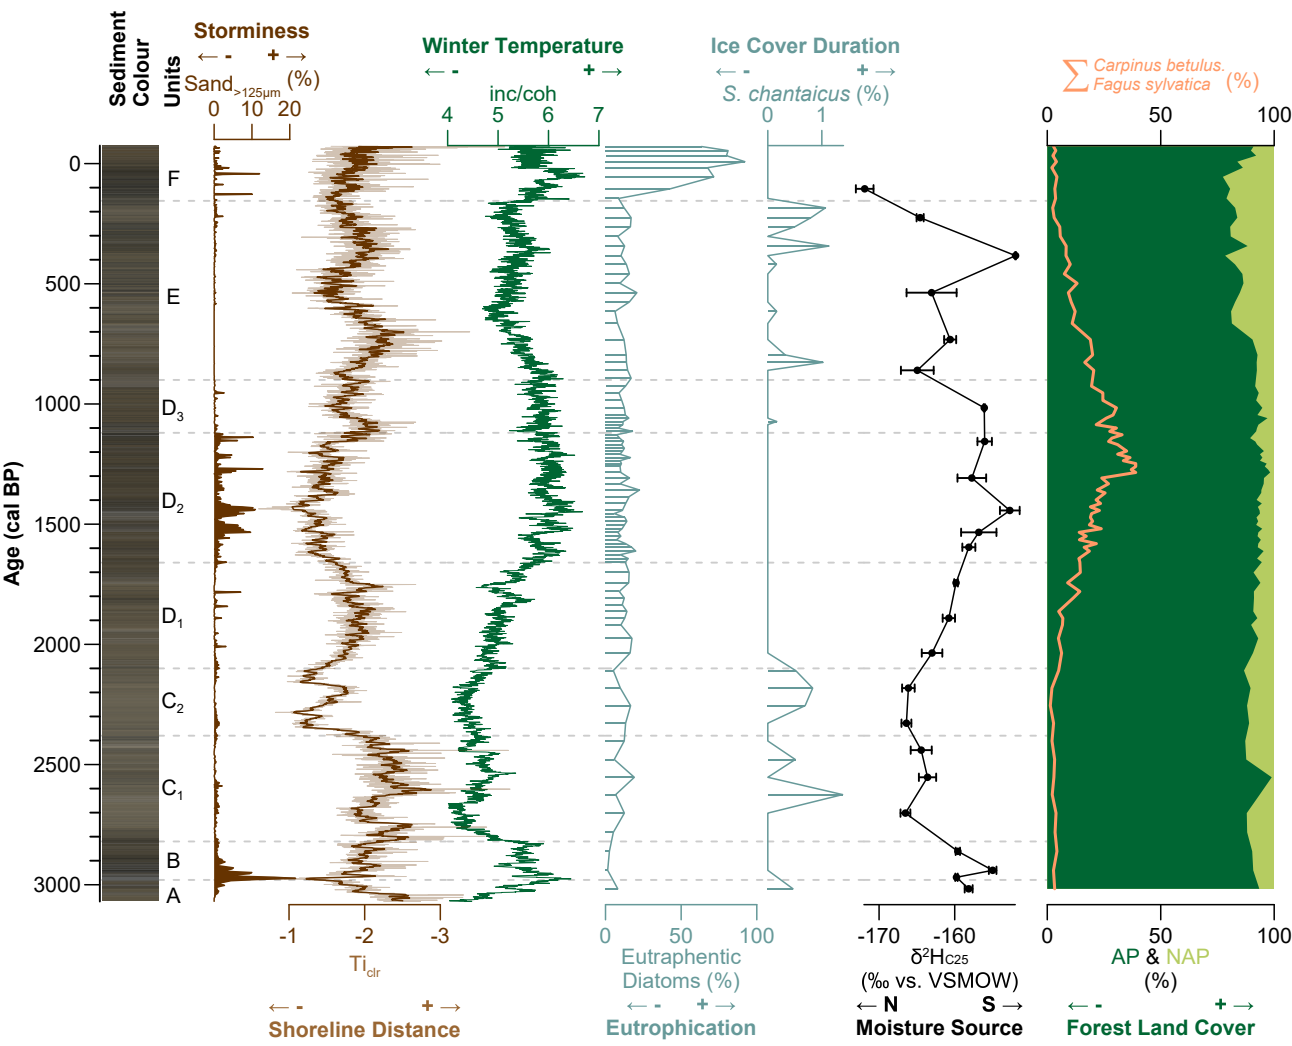 Sediment
Colour
Units
Storminess
← - + →
Sand>125μm (%)
0 10 20
Winter Temperature
← - + →
inc/coh
4 5 6 7
Ice Cover Duration
← - + →
S. chantaicus (%)
0 1
∑ Carpinus betulus.
Fagus sylvatica (%)
0 50 100
Age (cal BP)
0
500
1000
1500
2000
2500
3000
F
E
D3
D2
D1
C2
C1
B
A
-1 -2 -3
Ticlr
← - + →
Shoreline Distance
0 50 100
Eutraphentic
Diatoms (%)
← - + →
Eutrophication
-170 -160
δ²HC25
(‰ vs. VSMOW)
← N S →
Moisture Source
0 50 100
AP & NAP
(%)
← - + →
Forest Land Cover